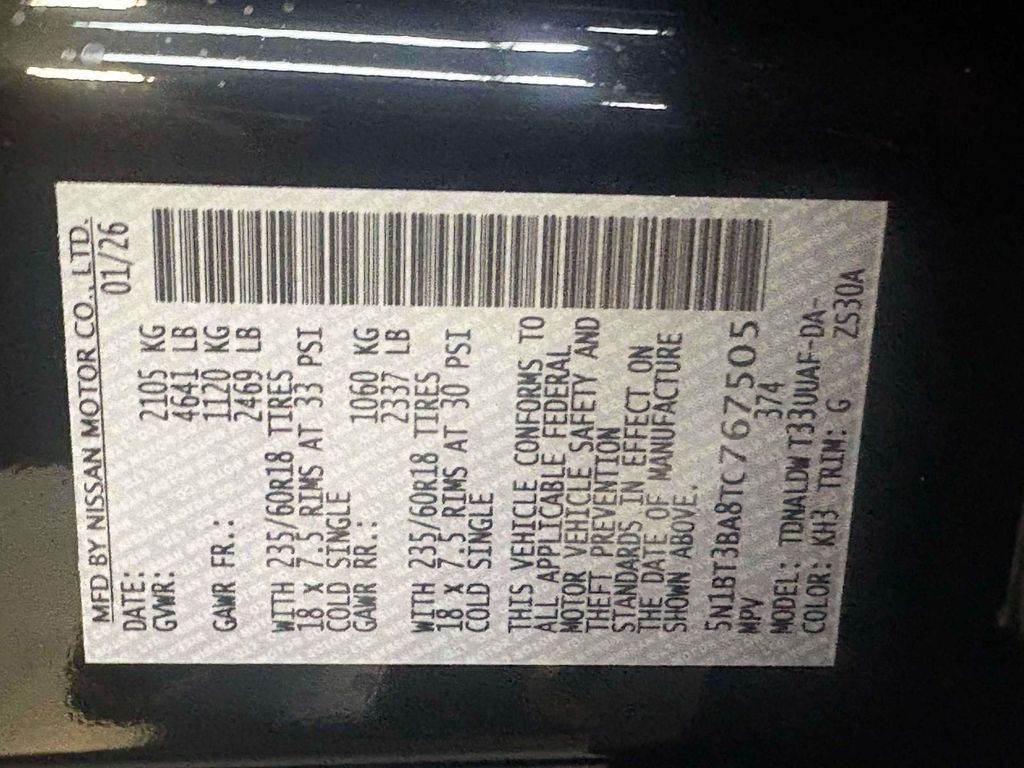 MFD BY NISSAN MOTOR CO., LTD.
DATE: 01/26
GVWR: 2105 KG
4641 LB
GAWR FR.: 1120 KG
2469 LB
WITH 235/60R18 TIRES
18 X 7.5 RIMS AT 33 PSI
COLD SINGLE
GAWR RR.: 1060 KG
2337 LB
WITH 235/60R18 TIRES
18 X 7.5 RIMS AT 30 PSI
COLD SINGLE
THIS VEHICLE CONFORMS TO
ALL APPLICABLE FEDERAL
MOTOR VEHICLE SAFETY AND
THEFT PREVENTION
STANDARDS IN EFFECT ON
THE DATE OF MANUFACTURE
SHOWN ABOVE.
5N1BT3BA8TC767505
MPV 374
MODEL: TDNALDW T33UUAF-DA-
COLOR: KH3 TRIM: G ZS30A